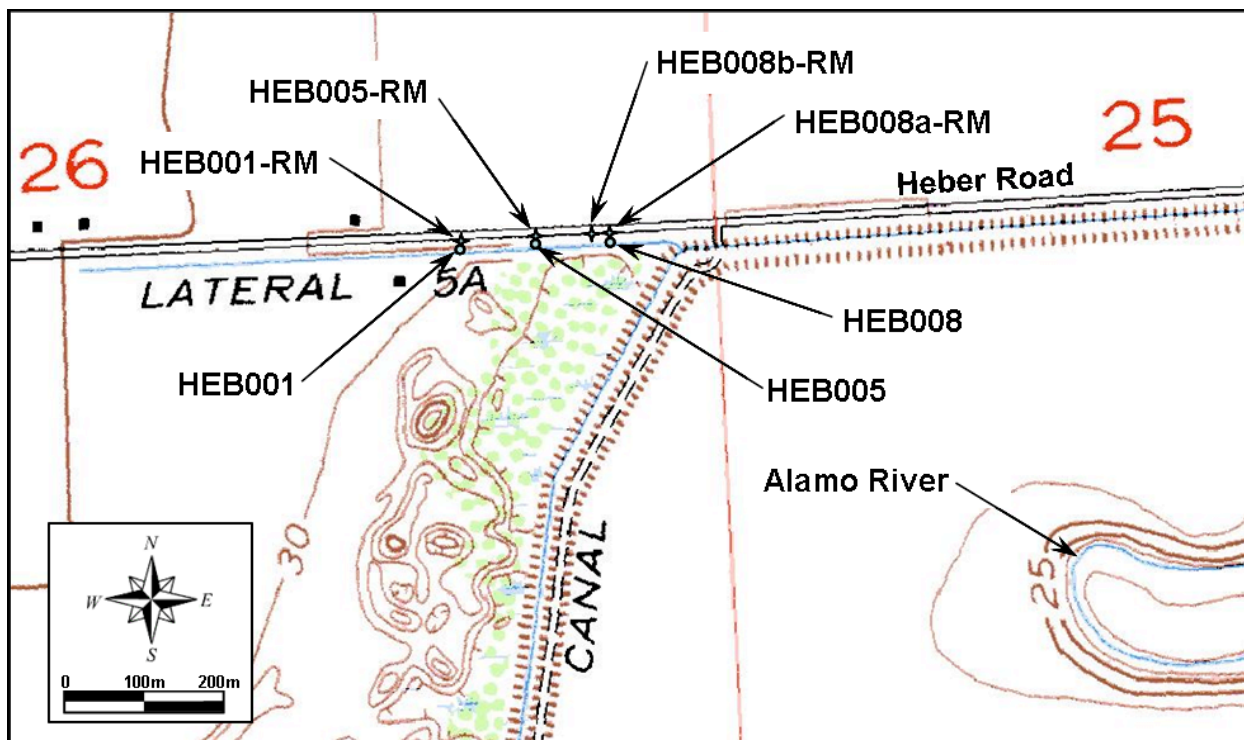 HEB008b-RM
HEB005-RM
HEB008a-RM
25
26
HEB001-RM
Heber Road
LATERAL 5A
HEB008
HEB001
HEB005
Alamo River
30
25
CANAL
N
W E
S
0 100m 200m